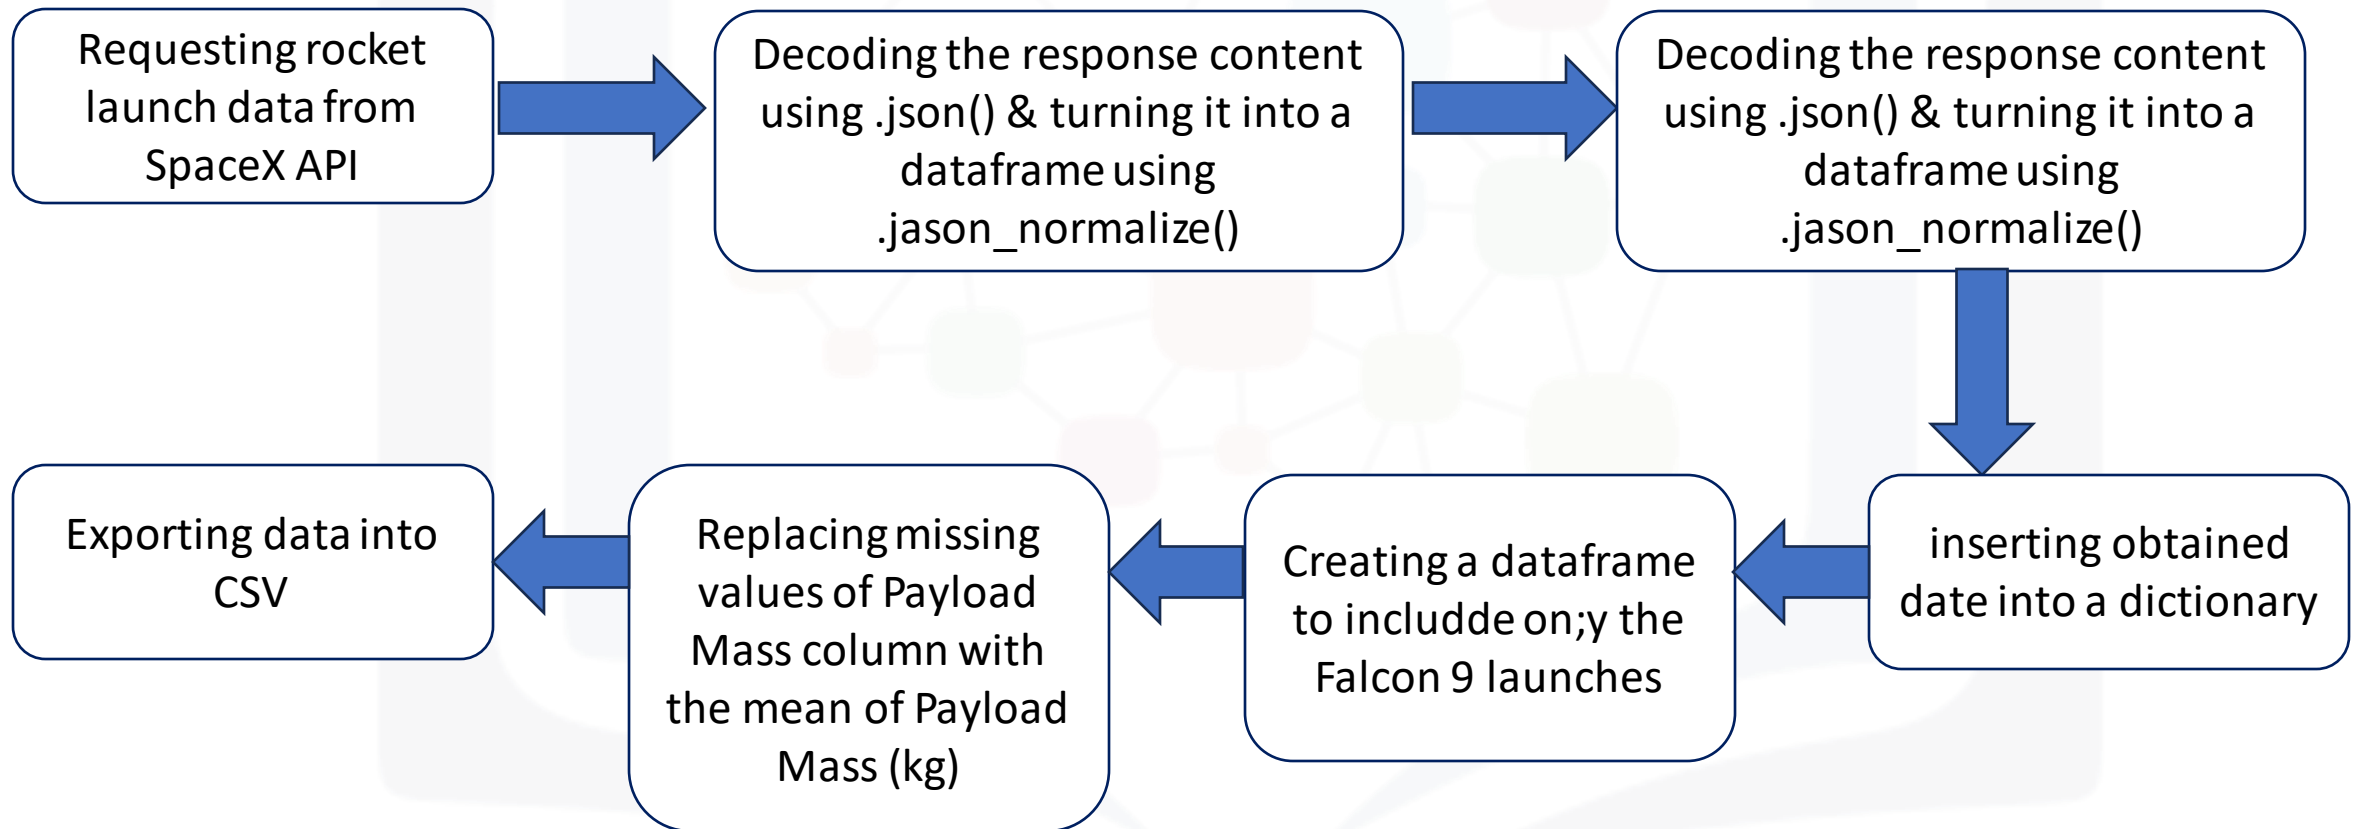 Requesting rocket
launch data from
SpaceX API
Decoding the response content
using .json() & turning it into a
dataframe using
.jason_normalize()
Decoding the response content
using .json() & turning it into a
dataframe using
.jason_normalize()
inserting obtained
date into a dictionary
Creating a dataframe
to includde on;y the
Falcon 9 launches
Replacing missing
values of Payload
Mass column with
the mean of Payload
Mass (kg)
Exporting data into
CSV